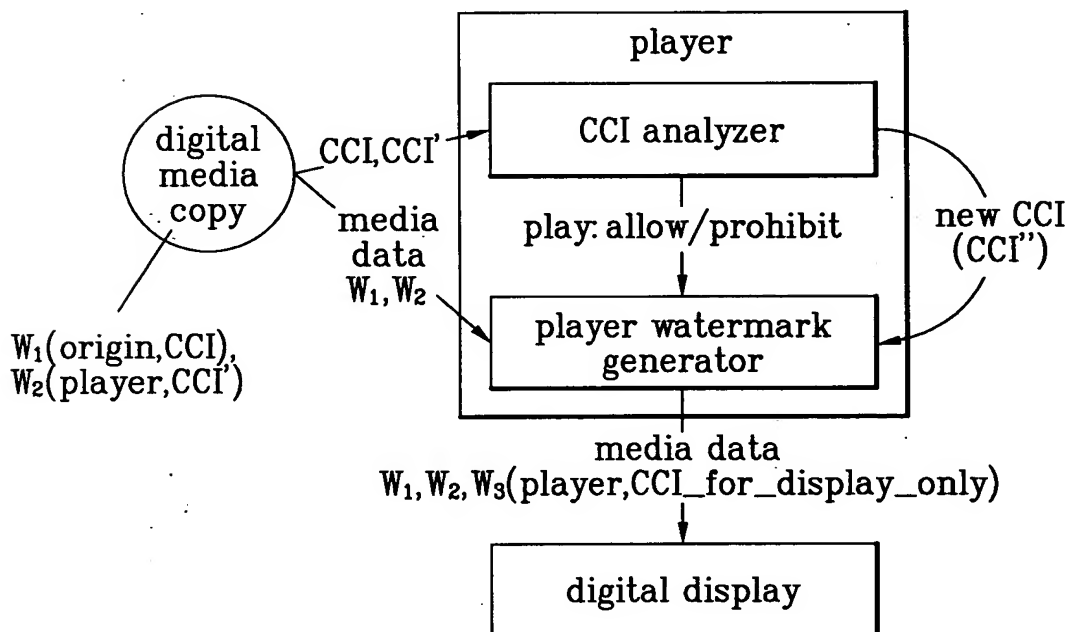 player
digital
media
copy
CCI,CCI'
CCI analyzer
media
data
W₁,W₂
play: allow/prohibit
new CCI
(CCI'')
W₁(origin,CCI),
W₂(player,CCI')
player watermark
generator
media data
W₁,W₂,W₃(player,CCI_for_display_only)
digital display